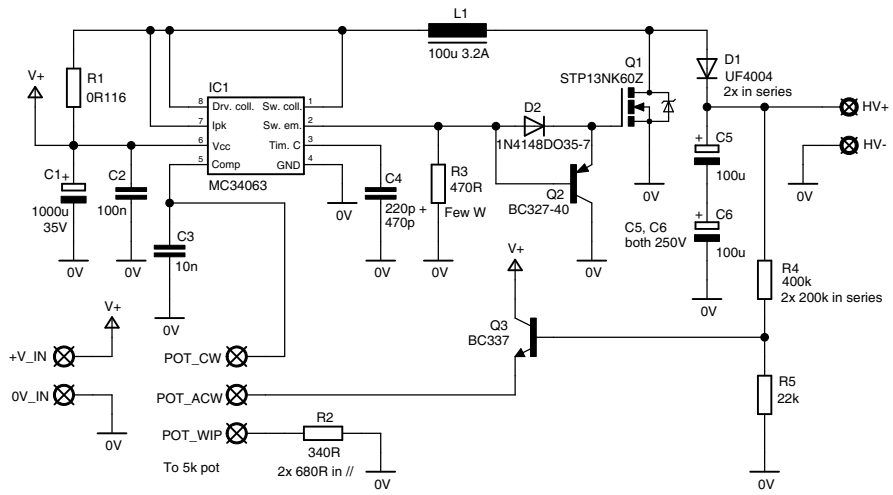 L1
100u 3.2A
Q1
STP13NK60Z
D1
UF4004
2x in series
V+
R1
0R116
IC1
8 Drv. coll. Sw. coll. 1
7 Ipk Sw. em. 2
6 Vcc Tim. C 3
5 Comp GND 4
MC34063
D2
1N4148DO35-7
HV+
HV-
0V
C1
+
1000u
35V
0V
C2
100n
0V
C3
10n
0V
0V
C4
220p +
470p
0V
R3
470R
Few W
0V
Q2
BC327-40
0V
0V
+
C5
100u
+
C6
100u
C5, C6
both 250V
0V
R4
400k
2x 200k in series
V+
Q3
BC337
V+
+V_IN
0V_IN
0V
POT_CW
POT_ACW
POT_WIP
To 5k pot
R2
340R
2x 680R in //
0V
R5
22k
0V